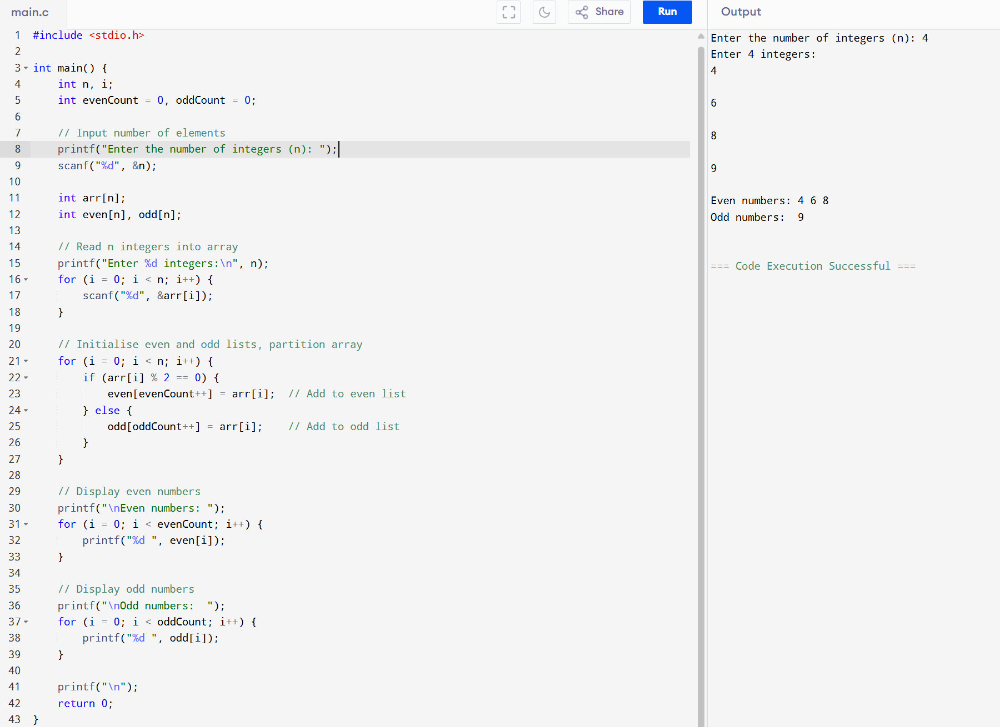 main.c
Share
Run
Output
1 #include <stdio.h>
2
3 int main() {
4     int n, i;
5     int evenCount = 0, oddCount = 0;
6
7     // Input number of elements
8     printf("Enter the number of integers (n): ");
9     scanf("%d", &n);
10
11     int arr[n];
12     int even[n], odd[n];
13
14     // Read n integers into array
15     printf("Enter %d integers:\n", n);
16     for (i = 0; i < n; i++) {
17         scanf("%d", &arr[i]);
18     }
19
20     // Initialise even and odd lists, partition array
21     for (i = 0; i < n; i++) {
22         if (arr[i] % 2 == 0) {
23             even[evenCount++] = arr[i];  // Add to even list
24         } else {
25             odd[oddCount++] = arr[i];    // Add to odd list
26         }
27     }
28
29     // Display even numbers
30     printf("\nEven numbers: ");
31     for (i = 0; i < evenCount; i++) {
32         printf("%d ", even[i]);
33     }
34
35     // Display odd numbers
36     printf("\nOdd numbers:  ");
37     for (i = 0; i < oddCount; i++) {
38         printf("%d ", odd[i]);
39     }
40
41     printf("\n");
42     return 0;
43 }
Enter the number of integers (n): 4
Enter 4 integers:
4
6
8
9
Even numbers: 4 6 8
Odd numbers:  9
=== Code Execution Successful ===